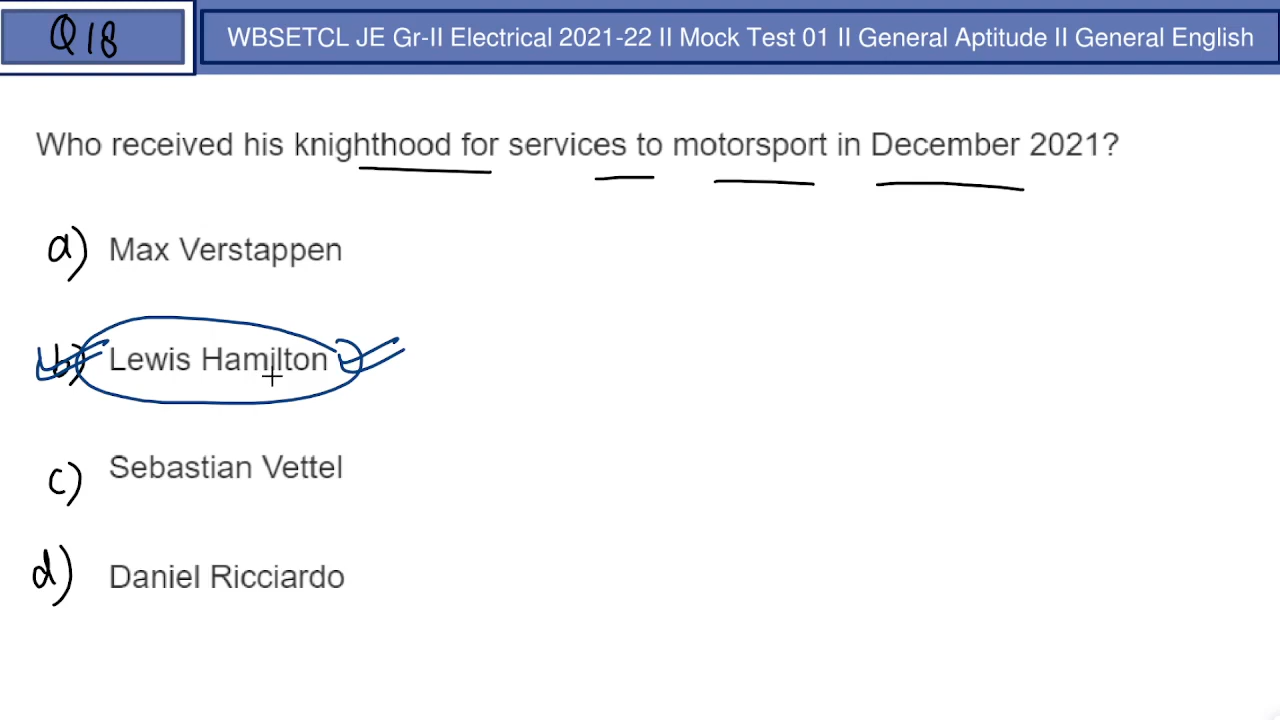 Q18
WBSETCL JE Gr-II Electrical 2021-22 II Mock Test 01 II General Aptitude II General English
Who received his knighthood for services to motorsport in December 2021?
a) Max Verstappen
b) Lewis Hamilton
c) Sebastian Vettel
d) Daniel Ricciardo